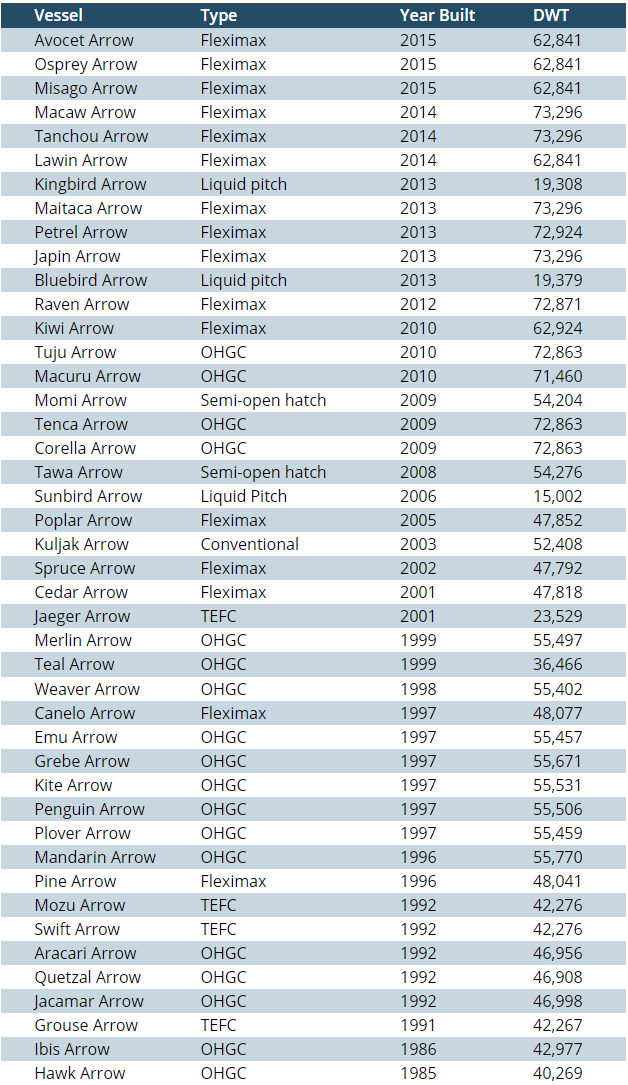 Vessel Type Year Built DWT
Avocet Arrow Fleximax 2015 62,841
Osprey Arrow Fleximax 2015 62,841
Misago Arrow Fleximax 2015 62,841
Macaw Arrow Fleximax 2014 73,296
Tanchou Arrow Fleximax 2014 73,296
Lawin Arrow Fleximax 2014 62,841
Kingbird Arrow Liquid pitch 2013 19,308
Maitaca Arrow Fleximax 2013 73,296
Petrel Arrow Fleximax 2013 72,924
Japin Arrow Fleximax 2013 73,296
Bluebird Arrow Liquid pitch 2013 19,379
Raven Arrow Fleximax 2012 72,871
Kiwi Arrow Fleximax 2010 62,924
Tuju Arrow OHGC 2010 72,863
Macuru Arrow OHGC 2010 71,460
Momi Arrow Semi-open hatch 2009 54,204
Tenca Arrow OHGC 2009 72,863
Corella Arrow OHGC 2009 72,863
Tawa Arrow Semi-open hatch 2008 54,276
Sunbird Arrow Liquid Pitch 2006 15,002
Poplar Arrow Fleximax 2005 47,852
Kuljak Arrow Conventional 2003 52,408
Spruce Arrow Fleximax 2002 47,792
Cedar Arrow Fleximax 2001 47,818
Jaeger Arrow TEFC 2001 23,529
Merlin Arrow OHGC 1999 55,497
Teal Arrow OHGC 1999 36,466
Weaver Arrow OHGC 1998 55,402
Canelo Arrow Fleximax 1997 48,077
Emu Arrow OHGC 1997 55,457
Grebe Arrow OHGC 1997 55,671
Kite Arrow OHGC 1997 55,531
Penguin Arrow OHGC 1997 55,506
Plover Arrow OHGC 1997 55,459
Mandarin Arrow OHGC 1996 55,770
Pine Arrow Fleximax 1996 48,041
Mozu Arrow TEFC 1992 42,276
Swift Arrow TEFC 1992 42,276
Aracari Arrow OHGC 1992 46,956
Quetzal Arrow OHGC 1992 46,908
Jacamar Arrow OHGC 1992 46,998
Grouse Arrow TEFC 1991 42,267
Ibis Arrow OHGC 1986 42,977
Hawk Arrow OHGC 1985 40,269